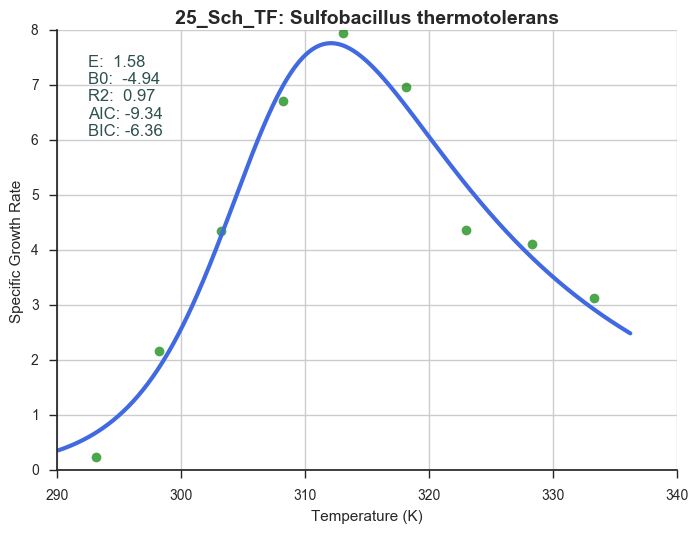 25_Sch_TF: Sulfobacillus thermotolerans
E:  1.58
B0:  -4.94
R2:  0.97
AIC: -9.34
BIC: -6.36
8
7
6
5
4
3
2
1
0
Specific Growth Rate
290 300 310 320 330 340
Temperature (K)